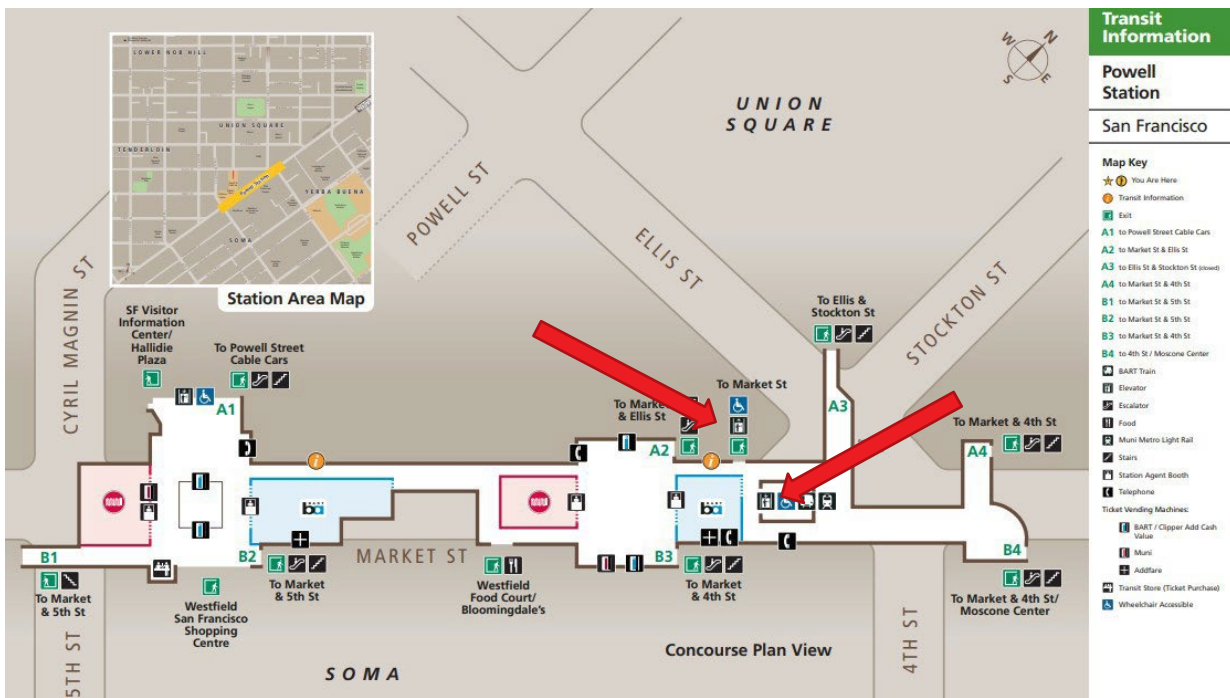 LOWER NOB HILL
UNION SQUARE
TENDERLOIN
YERBA BUENA
SOMA
Station Area Map
UNION
SQUARE
W
N
S
E
POWELL ST
ELLIS ST
STOCKTON ST
CYRIL MAGNIN ST
SF Visitor
Information
Center/
Hallidie
Plaza
To Powell Street
Cable Cars
To Ellis &
Stockton St
To Market St
To Market
& Ellis St
To Market & 4th St
A1
A2
A3
A4
i
i
ba
ba
B1
B2
B3
B4
MARKET ST
To Market
& 5th St
Westfield
San Francisco
Shopping
Centre
To Market
& 5th St
Westfield
Food Court/
Bloomingdale's
To Market
& 4th St
To Market & 4th St/
Moscone Center
5TH ST
SOMA
Concourse Plan View
4TH ST
Transit
Information
Powell
Station
San Francisco
Map Key
You Are Here
i Transit Information
Exit
A1 to Powell Street Cable Cars
A2 to Market St & Ellis St
A3 to Ellis St & Stockton St (closed)
A4 to Market St & 4th St
B1 to Market St & 5th St
B2 to Market St & 5th St
B3 to Market St & 4th St
B4 to 4th St / Moscone Center
BART Train
Elevator
Escalator
Food
Muni Metro Light Rail
Stairs
Station Agent Booth
Telephone
Ticket Vending Machines:
BART / Clipper Add Cash
Value
Muni
Addfare
Transit Store (Ticket Purchase)
Wheelchair Accessible